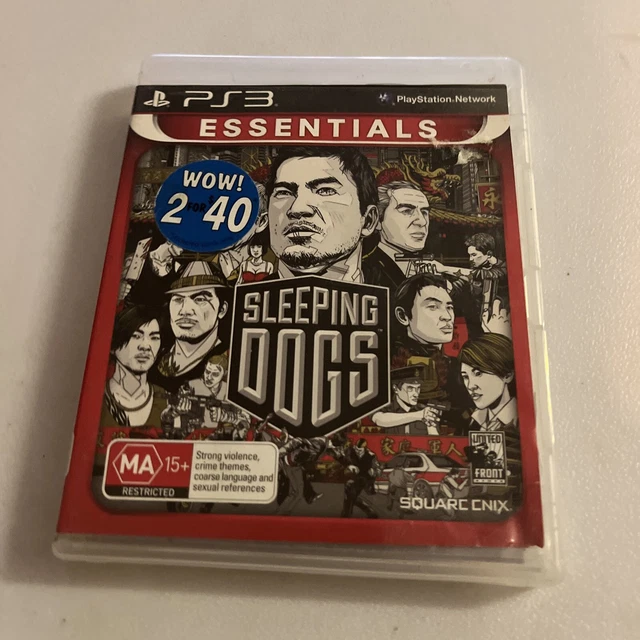 PS3
PlayStation Network
ESSENTIALS
WOW!
2 FOR $40
SLEEPING
DOGS
MA 15+
RESTRICTED
Strong violence,
crime themes,
coarse language and
sexual references
UNITED
FRONT
SQUARE ENIX